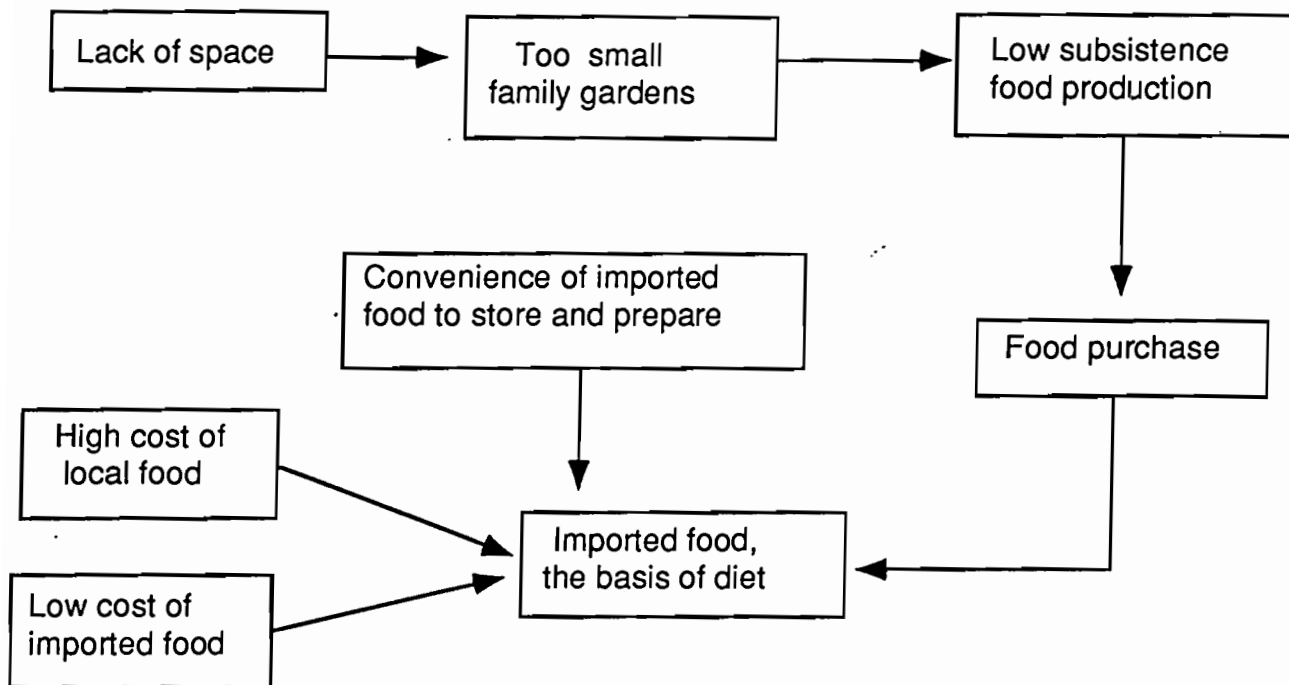 Lack of space
Too small
family gardens
Low subsistence
food production
Convenience of imported
food to store and prepare
Food purchase
High cost of
local food
Imported food,
the basis of diet
Low cost of
imported food